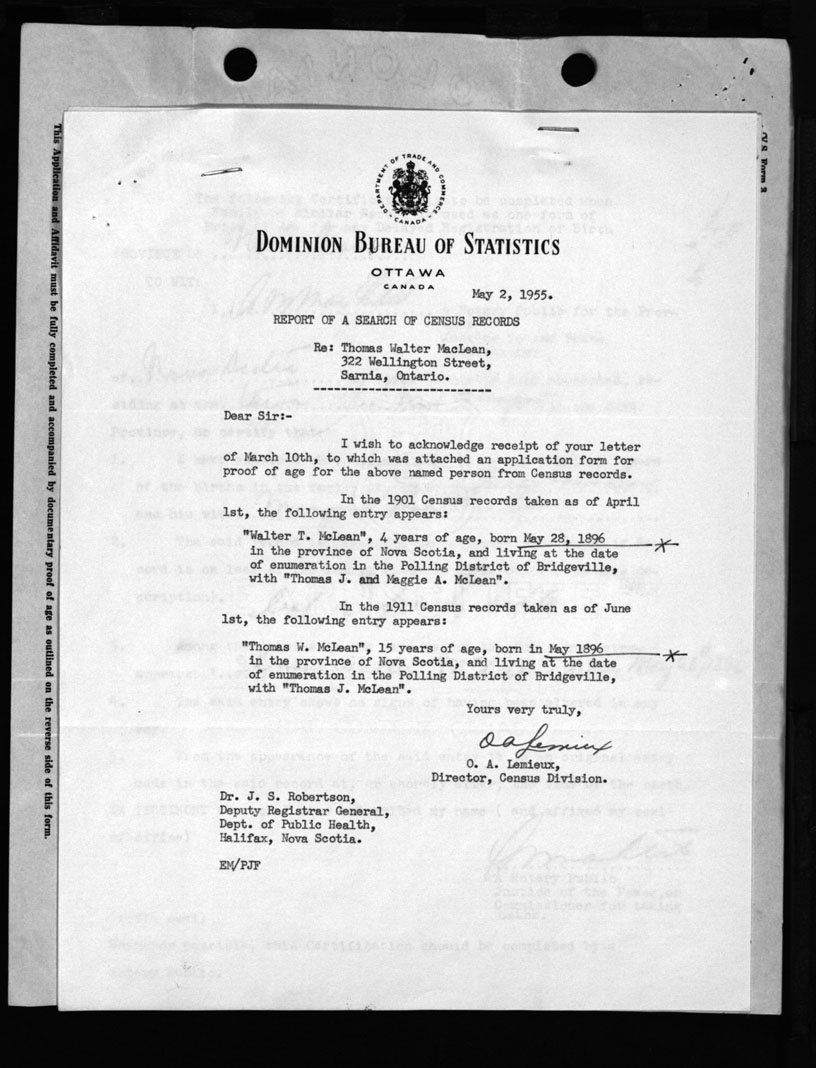 V.S. Form 3
This Application and Affidavit must be fully completed and accompanied by documentary proof of age as outlined on the reverse side of this form.
DEPARTMENT OF TRADE AND COMMERCE
CANADA
DOMINION BUREAU OF STATISTICS
OTTAWA
CANADA
May 2, 1955.
REPORT OF A SEARCH OF CENSUS RECORDS
Re: Thomas Walter MacLean,
322 Wellington Street,
Sarnia, Ontario.
--------------------------
Dear Sir:-
I wish to acknowledge receipt of your letter
of March 10th, to which was attached an application form for
proof of age for the above named person from Census records.
In the 1901 Census records taken as of April
1st, the following entry appears:
"Walter T. McLean", 4 years of age, born May 28, 1896
in the province of Nova Scotia, and living at the date
of enumeration in the Polling District of Bridgeville,
with "Thomas J. and Maggie A. McLean".
In the 1911 Census records taken as of June
1st, the following entry appears:
"Thomas W. McLean", 15 years of age, born in May 1896
in the province of Nova Scotia, and living at the date
of enumeration in the Polling District of Bridgeville,
with "Thomas J. McLean".
Yours very truly,
O A Lemieux
O. A. Lemieux,
Director, Census Division.
Dr. J. S. Robertson,
Deputy Registrar General,
Dept. of Public Health,
Halifax, Nova Scotia.
EM/PJF